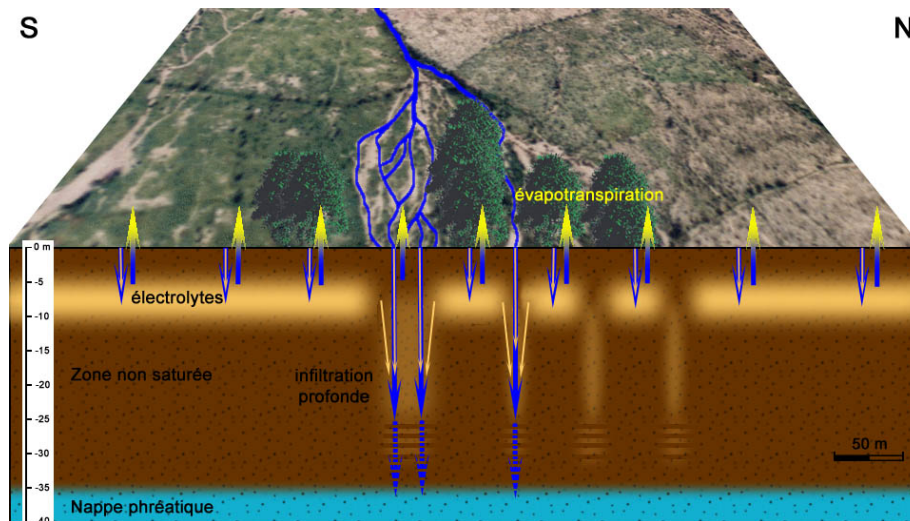 S
N
évapotranspiration
0 m
-5
électrolytes
-10
-15
Zone non saturée
infiltration
profonde
-20
-25
-30
50 m
-35
Nappe phréatique
-40